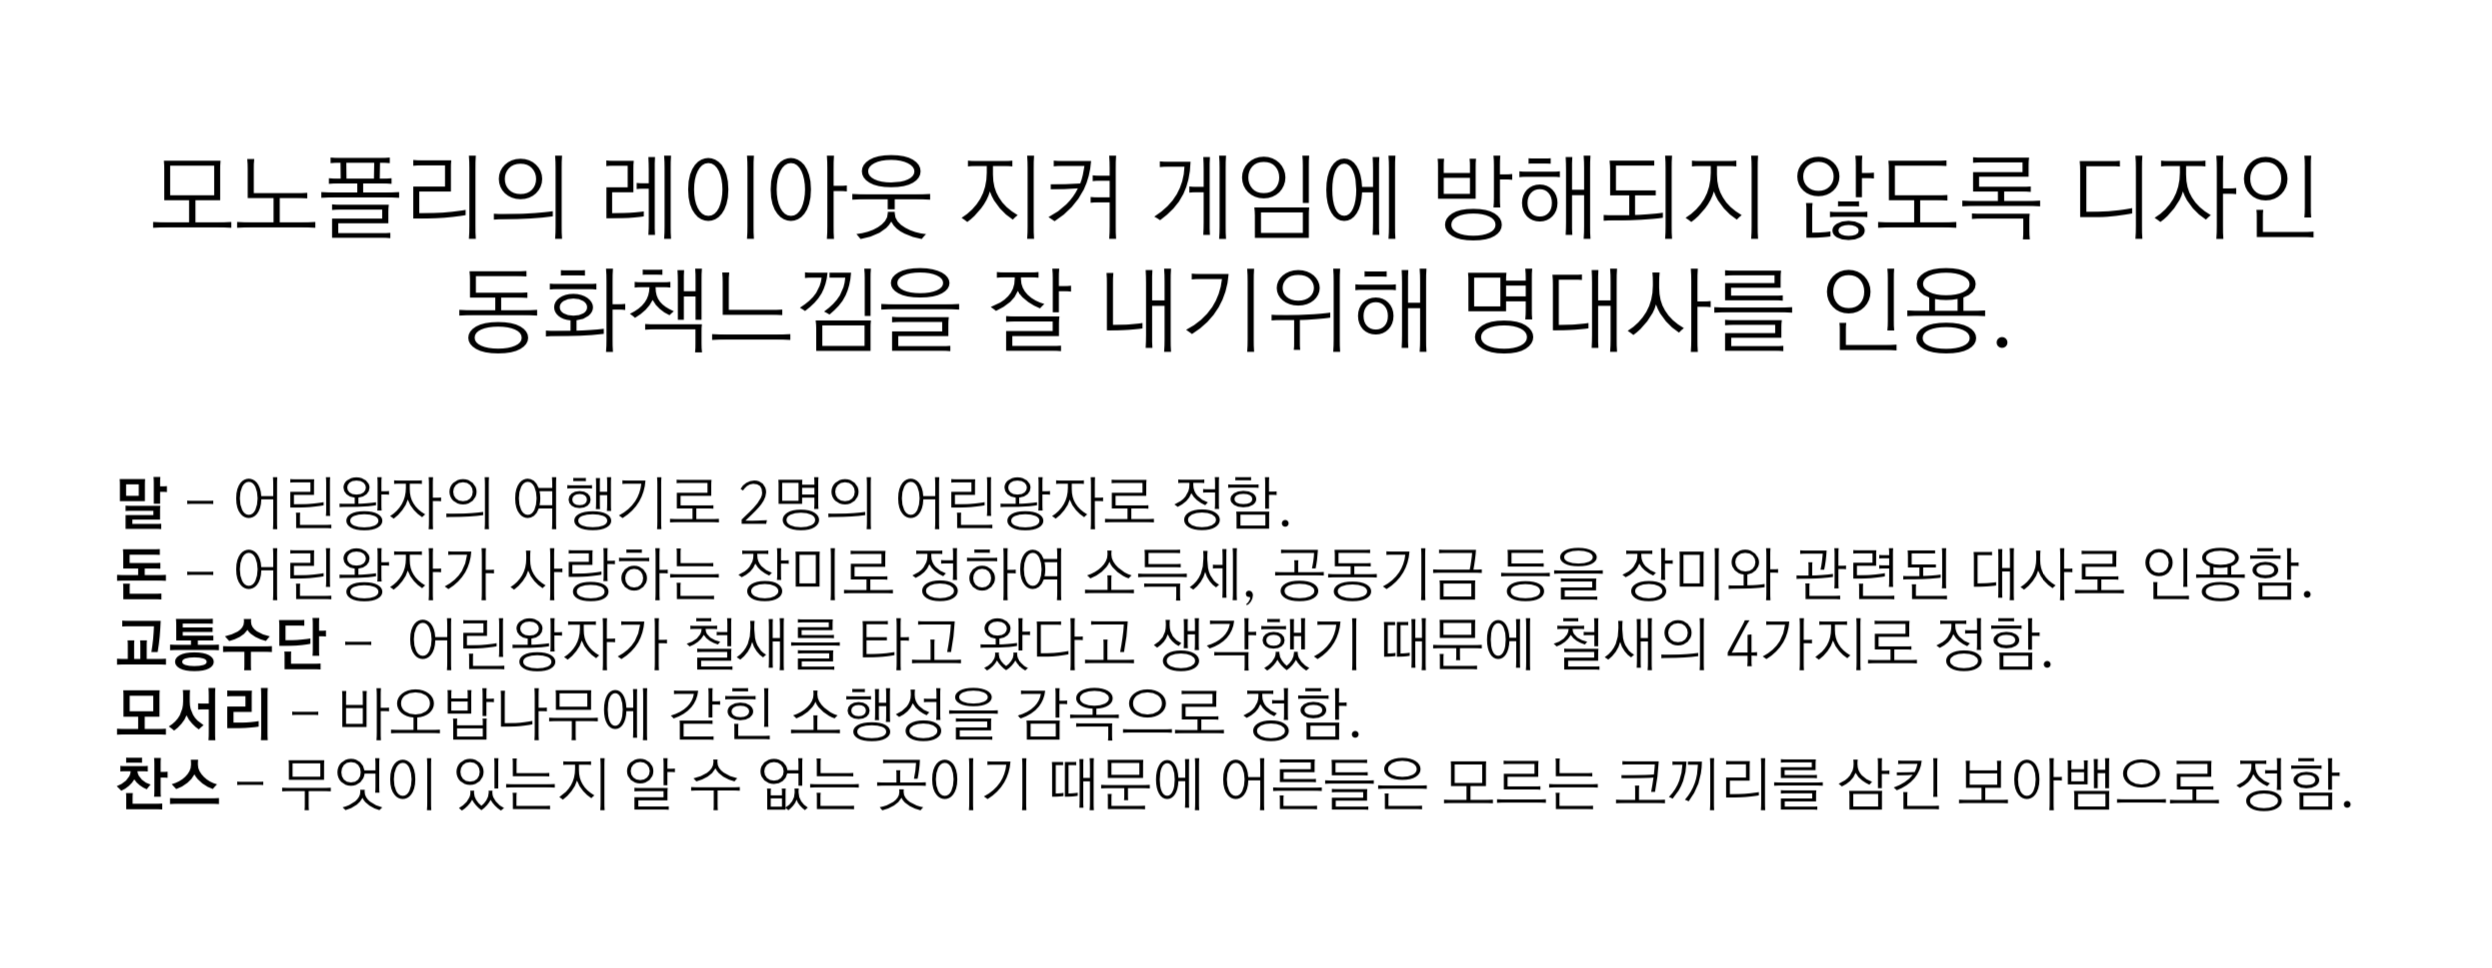 모노폴리의 레이아웃 지켜 게임에 방해되지 않도록 디자인
동화책느낌을 잘 내기위해 명대사를 인용.
말 – 어린왕자의 여행기로 2명의 어린왕자로 정함.
돈 – 어린왕자가 사랑하는 장미로 정하여 소득세, 공동기금 등을 장미와 관련된 대사로 인용함.
교통수단 – 어린왕자가 철새를 타고 왔다고 생각했기 때문에 철새의 4가지로 정함.
모서리 – 바오밥나무에 갇힌 소행성을 감옥으로 정함.
찬스 – 무엇이 있는지 알 수 없는 곳이기 때문에 어른들은 모르는 코끼리를 삼킨 보아뱀으로 정함.